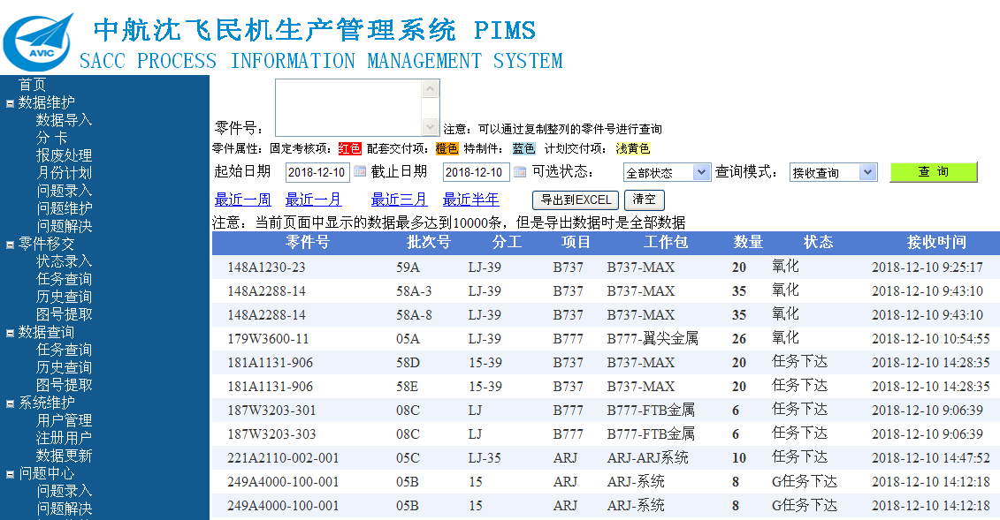 中航沈飞民机生产管理系统 PIMS
AVIC
SACC PROCESS INFORMATION MANAGEMENT SYSTEM
首页
数据维护
数据导入
分 卡
报废处理
月份计划
问题录入
问题维护
问题解决
零件移交
状态录入
任务查询
历史查询
图号提取
数据查询
任务查询
历史查询
图号提取
系统维护
用户管理
注册用户
数据更新
问题中心
问题录入
问题解决
零件号： 注意：可以通过复制整列的零件号进行查询
零件属性：固定考核项：红色 配套交付项：橙色 特制件： 蓝色 计划交付项： 浅黄色
起始日期 2018-12-10 截止日期 2018-12-10 可选状态： 全部状态 查询模式： 接收查询 查 询
最近一周 最近一月 最近三月 最近半年 导出到EXCEL 清空
注意：当前页面中显示的数据最多达到10000条，但是导出数据时是全部数据
零件号 批次号 分工 项目 工作包 数量 状态 接收时间
148A1230-23 59A LJ-39 B737 B737-MAX 20 氧化 2018-12-10 9:25:17
148A2288-14 58A-3 LJ-39 B737 B737-MAX 35 氧化 2018-12-10 9:43:10
148A2288-14 58A-8 LJ-39 B737 B737-MAX 35 氧化 2018-12-10 9:43:10
179W3600-11 05A LJ-39 B777 B777-翼尖金属 26 氧化 2018-12-10 10:54:55
181A1131-906 58D 15-39 B737 B737-MAX 20 任务下达 2018-12-10 14:28:35
181A1131-906 58E 15-39 B737 B737-MAX 20 任务下达 2018-12-10 14:28:35
187W3203-301 08C LJ B777 B777-FTB金属 6 任务下达 2018-12-10 9:06:39
187W3203-303 08C LJ B777 B777-FTB金属 6 任务下达 2018-12-10 9:06:39
221A2110-002-001 05C LJ-35 ARJ ARJ-ARJ系统 10 任务下达 2018-12-10 14:47:52
249A4000-100-001 05B 15 ARJ ARJ-系统 8 G任务下达 2018-12-10 14:12:18
249A4000-100-001 05B 15 ARJ ARJ-系统 8 G任务下达 2018-12-10 14:12:18